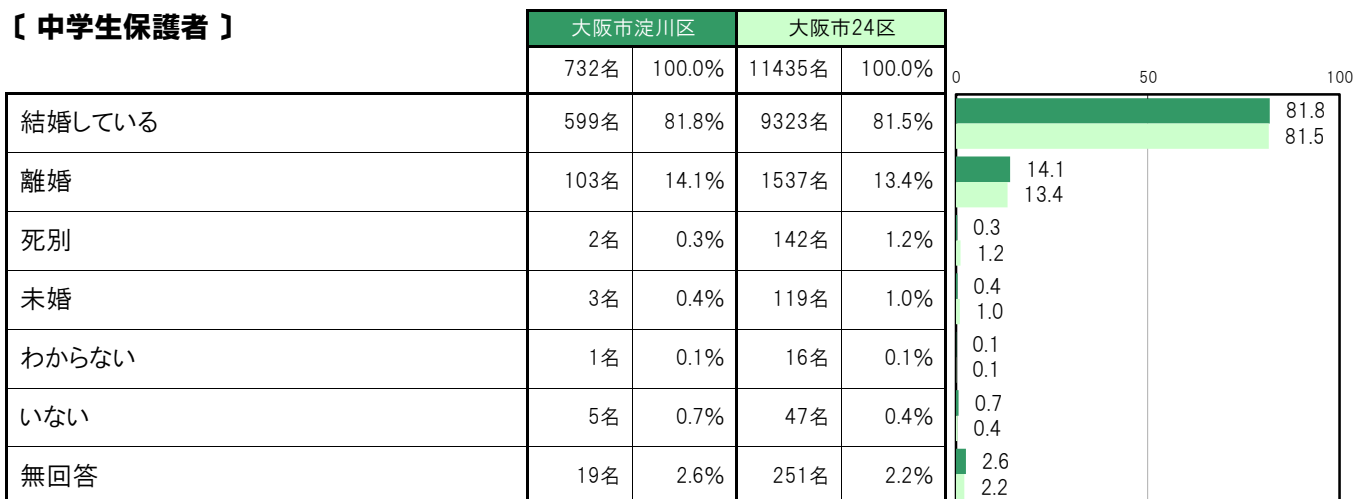 〔 中学生保護者 〕
大阪市淀川区 大阪市24区
732名 100.0% 11435名 100.0%
0 50 100
結婚している 599名 81.8% 9323名 81.5%
81.8
81.5
離婚 103名 14.1% 1537名 13.4%
14.1
13.4
死別 2名 0.3% 142名 1.2%
0.3
1.2
未婚 3名 0.4% 119名 1.0%
0.4
1.0
わからない 1名 0.1% 16名 0.1%
0.1
0.1
いない 5名 0.7% 47名 0.4%
0.7
0.4
無回答 19名 2.6% 251名 2.2%
2.6
2.2